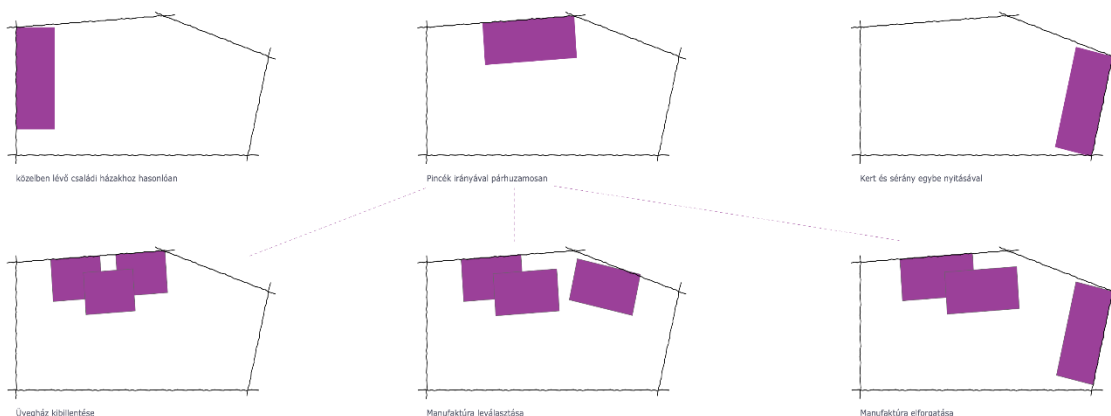 közelben lévő családi házakhoz hasonlóan
Pincék irányával párhuzamosan
Kert és sérány egybe nyitásával
Üvegház kibillentése
Manufaktúra leválasztása
Manufaktúra elforgatása